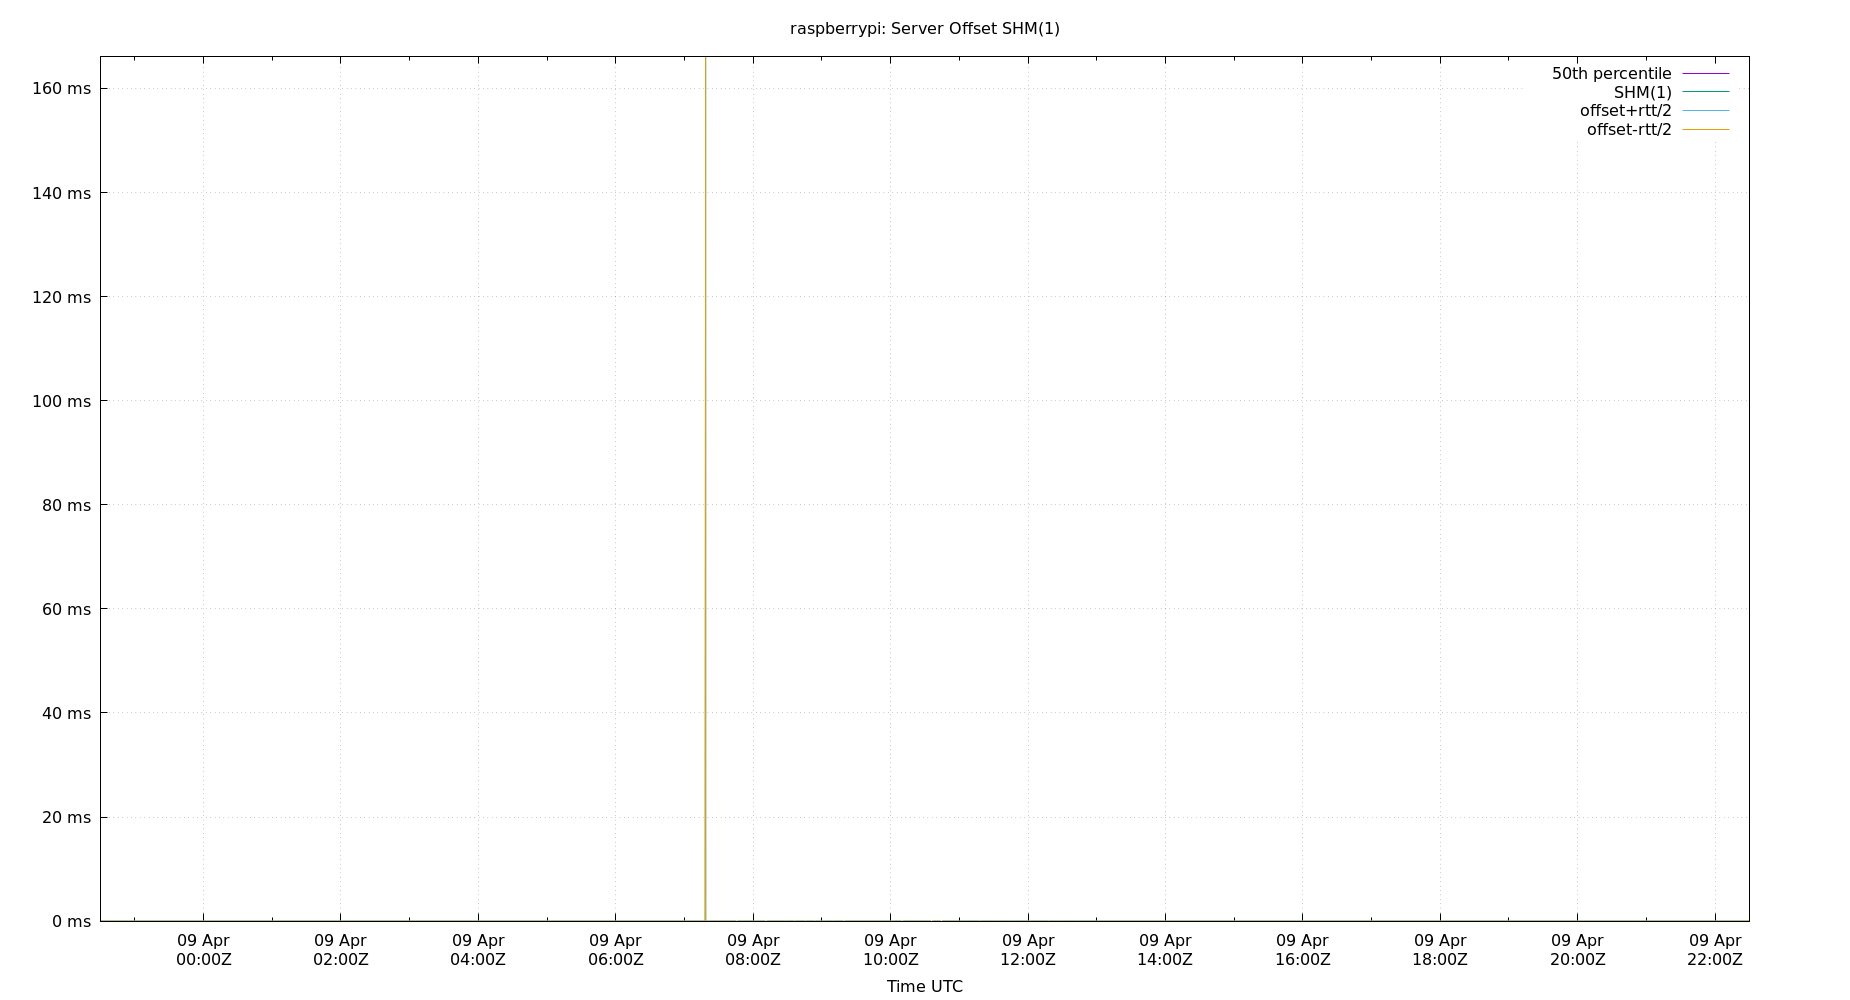 raspberrypi: Server Offset SHM(1)
50th percentile
SHM(1)
offset+rtt/2
offset-rtt/2
160 ms
140 ms
120 ms
100 ms
80 ms
60 ms
40 ms
20 ms
0 ms
09 Apr 09 Apr 09 Apr 09 Apr 09 Apr 09 Apr 09 Apr 09 Apr 09 Apr 09 Apr 09 Apr 09 Apr
00:00Z 02:00Z 04:00Z 06:00Z 08:00Z 10:00Z 12:00Z 14:00Z 16:00Z 18:00Z 20:00Z 22:00Z
Time UTC